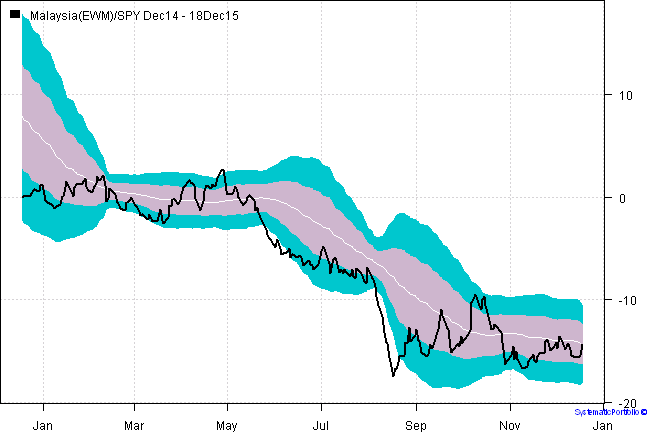 Malaysia(EWM)/SPY Dec14 - 18Dec15
10
0
-10
-20
SystematicPortfolio ©
Jan Mar May Jul Sep Nov Jan